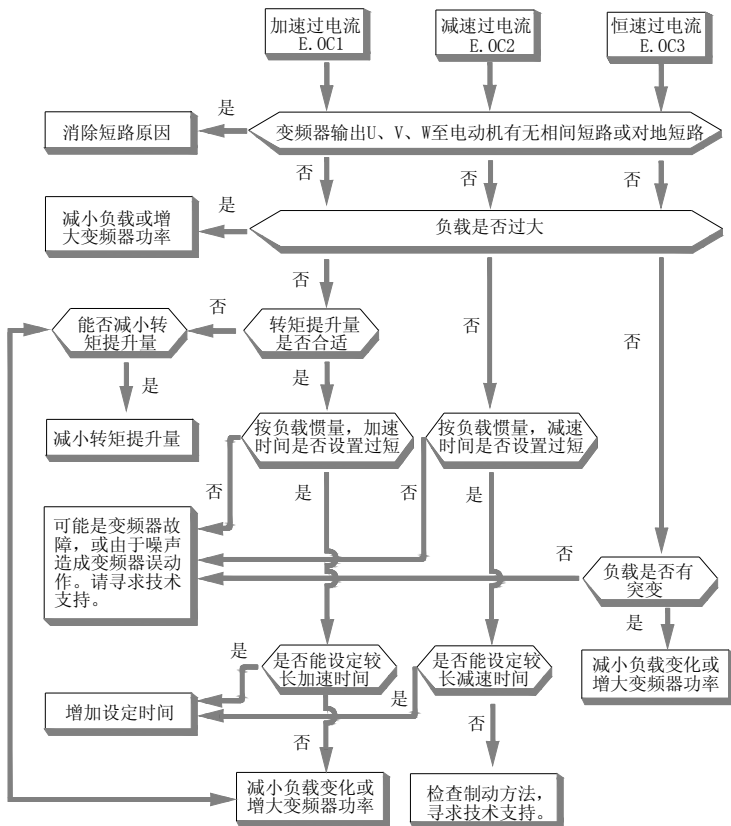 加速过电流
E.OC1
减速过电流
E.OC2
恒速过电流
E.OC3
是
消除短路原因
变频器输出U、V、W至电动机有无相间短路或对地短路
否
否
否
是
减小负载或增
大变频器功率
负载是否过大
否
否
否
能否减小转
矩提升量
否
转矩提升量
是否合适
是
是
减小转矩提升量
按负载惯量，加速
时间是否设置过短
按负载惯量，减速
时间是否设置过短
否
是
否
是
可能是变频器故
障，或由于噪声
造成变频器误动
作。请寻求技术
支持。
否
负载是否有
突变
是
是
是否能设定较
长加速时间
是否能设定较
长减速时间
减小负载变化或
增大变频器功率
是
增加设定时间
否
否
减小负载变化或
增大变频器功率
检查制动方法，
寻求技术支持。